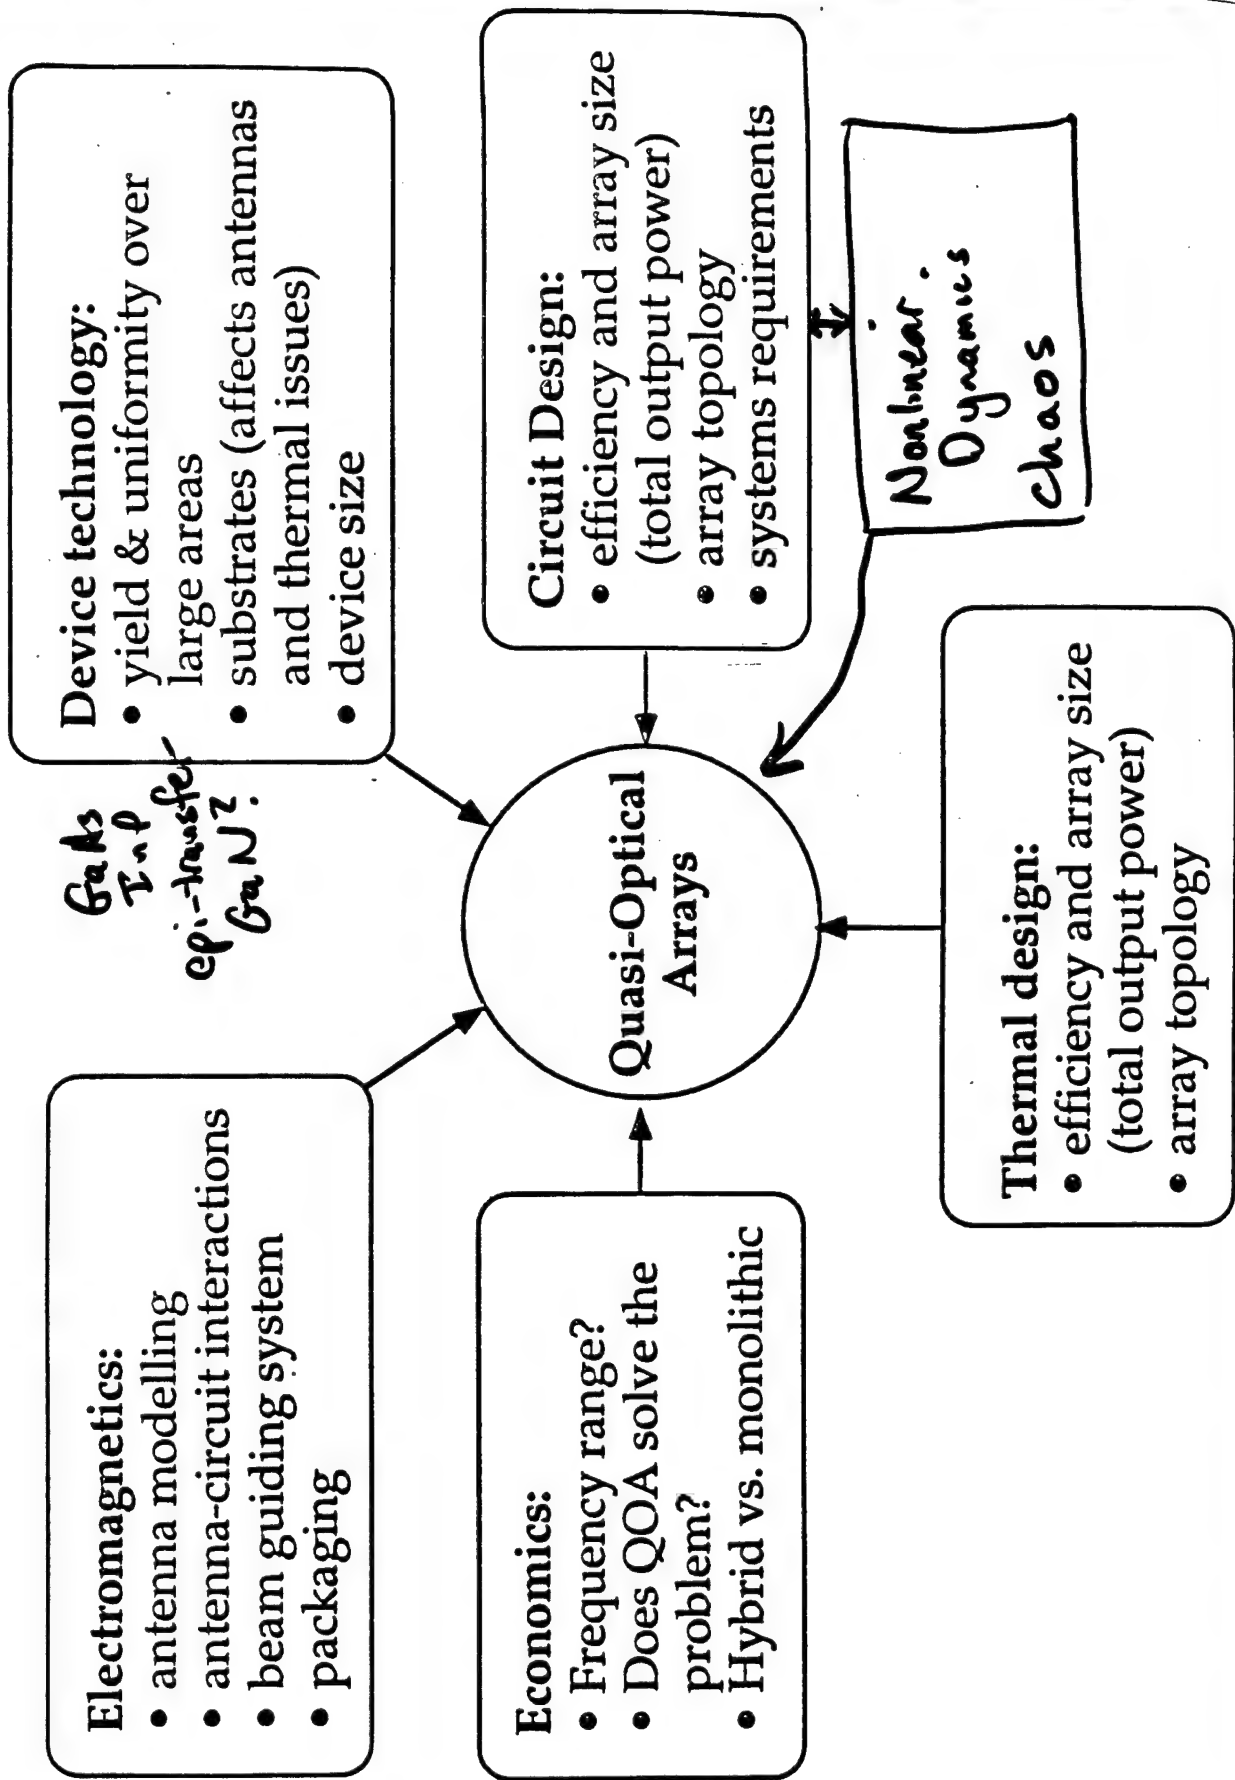 Electromagnetics:
• antenna modelling
• antenna-circuit interactions
• beam guiding system
• packaging
GaAs
InP
epi-transfer
GaN?
Device technology:
• yield & uniformity over
large areas
• substrates (affects antennas
and thermal issues)
• device size
Economics:
• Frequency range?
• Does QOA solve the
problem?
• Hybrid vs. monolithic
Quasi-Optical
Arrays
Circuit Design:
• efficiency and array size
(total output power)
• array topology
• systems requirements
Thermal design:
• efficiency and array size
(total output power)
• array topology
Nonlinear
Dynamics
Chaos